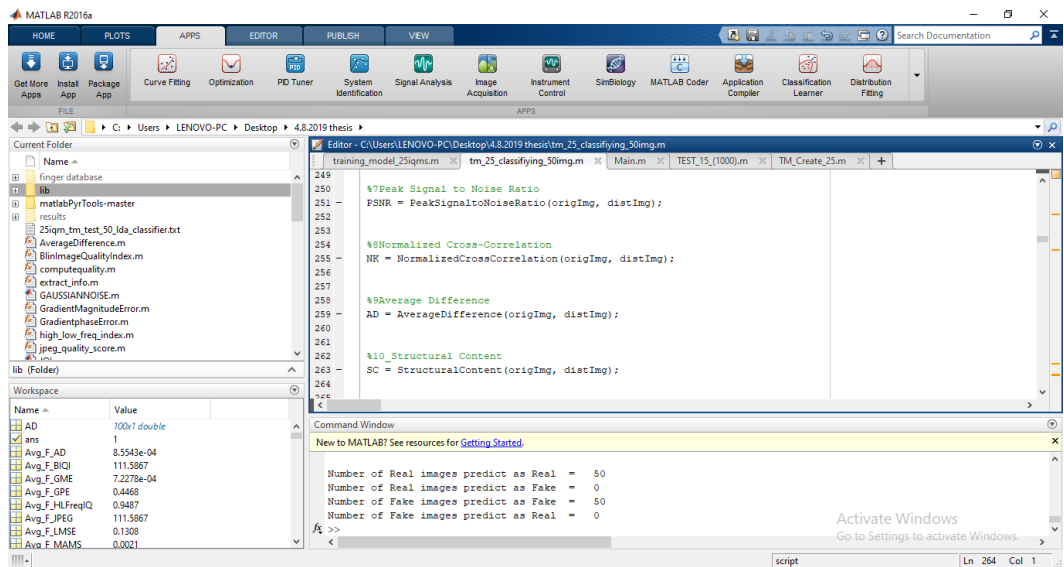 MATLAB R2016a
HOME PLOTS APPS EDITOR PUBLISH VIEW Search Documentation
Get More Apps Install App Package App Curve Fitting Optimization PID Tuner System Identification Signal Analysis Image Acquisition Instrument Control SimBiology MATLAB Coder Application Compiler Classification Learner Distribution Fitting
FILE APPS
C: Users LENOVO-PC Desktop 4.8.2019 thesis
Current Folder
Name
finger database
lib
matlabPyrTools-master
results
25iqm_tm_test_50_lda_classifier.txt
AverageDifference.m
BlinImageQualityIndex.m
computequality.m
extract_info.m
GAUSSIANNOISE.m
GradientMagnitudeError.m
GradientphaseError.m
high_low_freq_index.m
jpeg_quality_score.m
lib (Folder)
Workspace
Name Value
AD 100x1 double
ans 1
Avg_F_AD 8.5543e-04
Avg_F_BIQI 111.5867
Avg_F_GME 7.2278e-04
Avg_F_GPE 0.4468
Avg_F_HLFreqIQ 0.9487
Avg_F_JPEG 111.5867
Avg_F_LMSE 0.1308
Avg_F_MAMS 0.0021
Editor - C:\Users\LENOVO-PC\Desktop\4.8.2019 thesis\tm_25_classifiying_50img.m
training_model_25iqms.m tm_25_classifiying_50img.m Main.m TEST_15_(1000).m TM_Create_25.m
249
250 %7Peak Signal to Noise Ratio
251 PSNR = PeakSignaltoNoiseRatio(origImg, distImg);
252
253
254 %8Normalized Cross-Correlation
255 NK = NormalizedCrossCorrelation(origImg, distImg);
256
257
258 %9Average Difference
259 AD = AverageDifference(origImg, distImg);
260
261
262 %10_Structural Content
263 SC = StructuralContent(origImg, distImg);
264
265
Command Window
New to MATLAB? See resources for Getting Started.
Number of Real images predict as Real = 50
Number of Real images predict as Fake = 0
Number of Fake images predict as Fake = 50
Number of Fake images predict as Real = 0
fx >>
Activate Windows
Go to Settings to activate Windows.
script Ln 264 Col 1